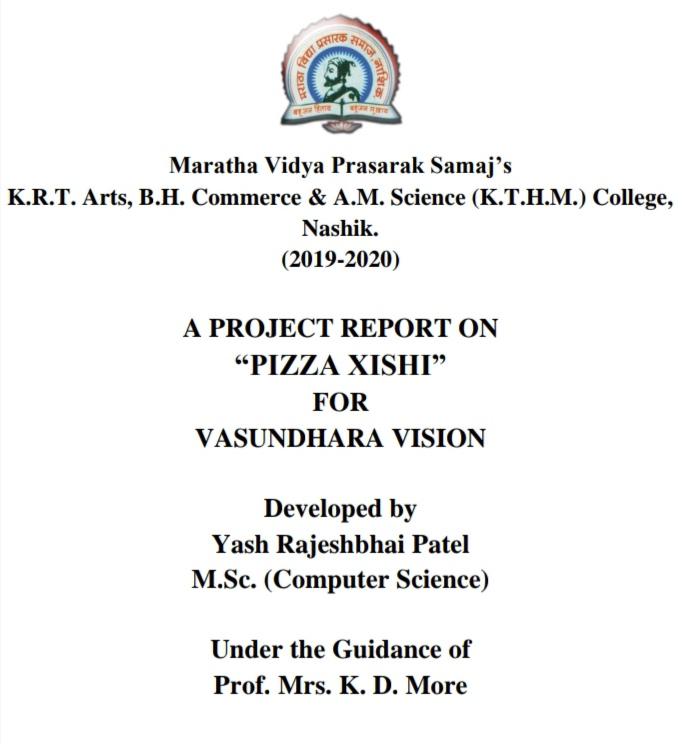 मराठा विद्या प्रसारक समाज, नाशिक
बहुजन हिताय बहुजन सुखाय
Maratha Vidya Prasarak Samaj’s
K.R.T. Arts, B.H. Commerce & A.M. Science (K.T.H.M.) College,
Nashik.
(2019-2020)
A PROJECT REPORT ON
“PIZZA XISHI”
FOR
VASUNDHARA VISION
Developed by
Yash Rajeshbhai Patel
M.Sc. (Computer Science)
Under the Guidance of
Prof. Mrs. K. D. More